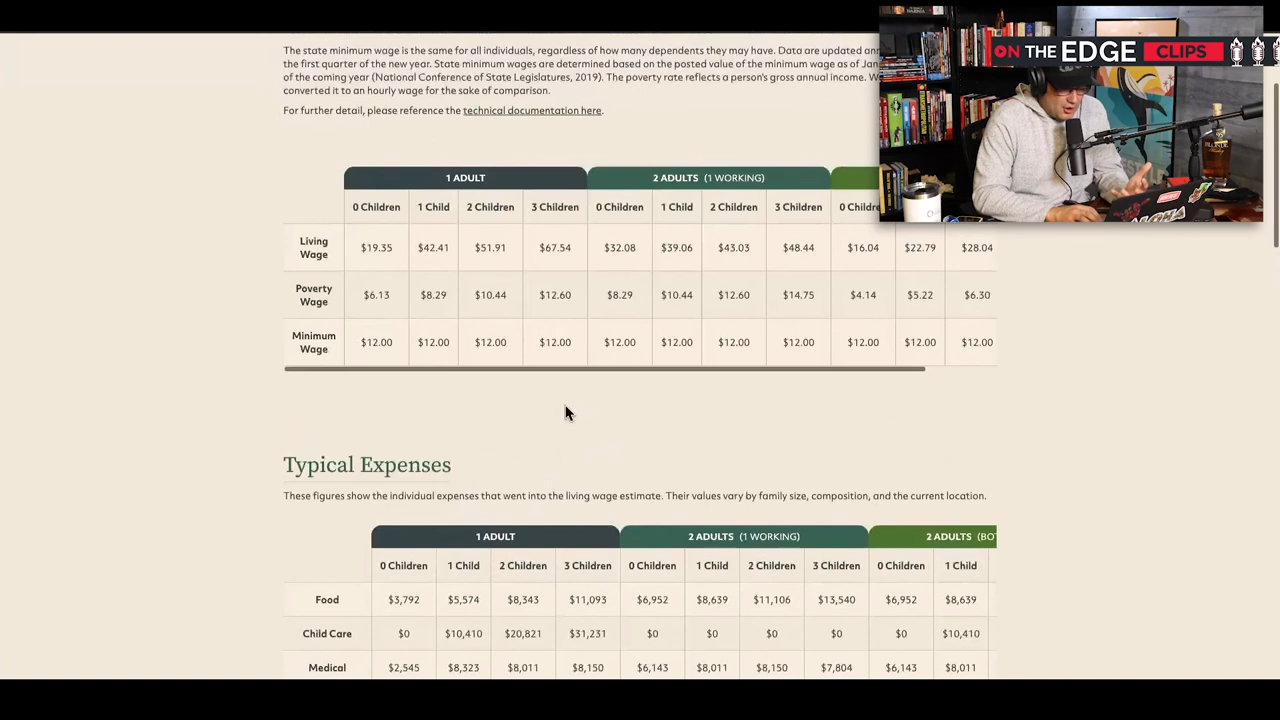 The state minimum wage is the same for all individuals, regardless of how many dependents they may have. Data are updated an
the first quarter of the new year. State minimum wages are determined based on the posted value of the minimum wage as of Ja
of the coming year (National Conference of State Legislatures, 2019). The poverty rate reflects a person's gross annual income. W
converted it to an hourly wage for the sake of comparison.
For further detail, please reference the technical documentation here.
ON THE EDGE CLIPS
1 ADULT 2 ADULTS (1 WORKING)
0 Children 1 Child 2 Children 3 Children 0 Children 1 Child 2 Children 3 Children 0 Childre
Living Wage $19.35 $42.41 $51.91 $67.54 $32.08 $39.06 $43.03 $48.44 $16.04 $22.79 $28.04
Poverty Wage $6.13 $8.29 $10.44 $12.60 $8.29 $10.44 $12.60 $14.75 $4.14 $5.22 $6.30
Minimum Wage $12.00 $12.00 $12.00 $12.00 $12.00 $12.00 $12.00 $12.00 $12.00 $12.00 $12.00
Typical Expenses
These figures show the individual expenses that went into the living wage estimate. Their values vary by family size, composition, and the current location.
1 ADULT 2 ADULTS (1 WORKING) 2 ADULTS (BO
0 Children 1 Child 2 Children 3 Children 0 Children 1 Child 2 Children 3 Children 0 Children 1 Child
Food $3,792 $5,574 $8,343 $11,093 $6,952 $8,639 $11,106 $13,540 $6,952 $8,639
Child Care $0 $10,410 $20,821 $31,231 $0 $0 $0 $0 $0 $10,410
Medical $2,545 $8,323 $8,011 $8,150 $6,143 $8,011 $8,150 $7,804 $6,143 $8,011
ALOHA